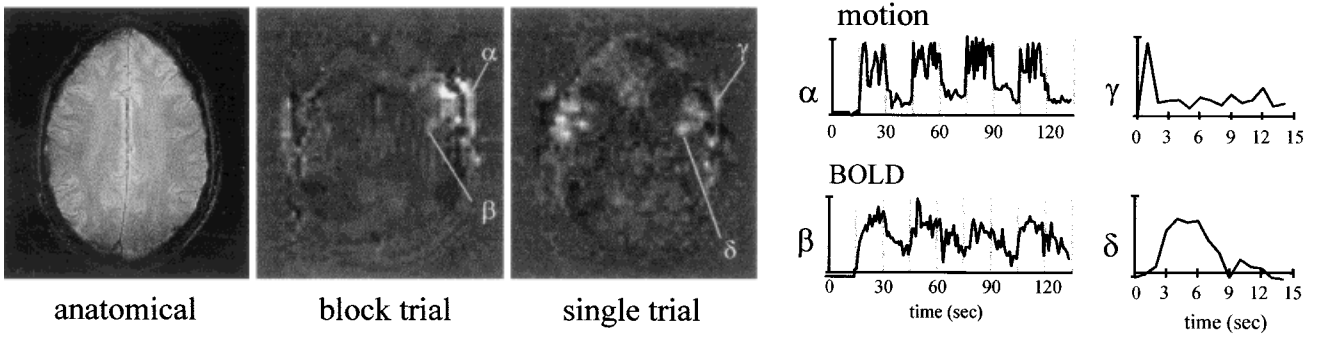 α
β
γ
δ
anatomical
block trial
single trial
motion
α
0 30 60 90 120
γ
0 3 6 9 12 15
BOLD
β
0 30 60 90 120
time (sec)
δ
0 3 6 9 12 15
time (sec)